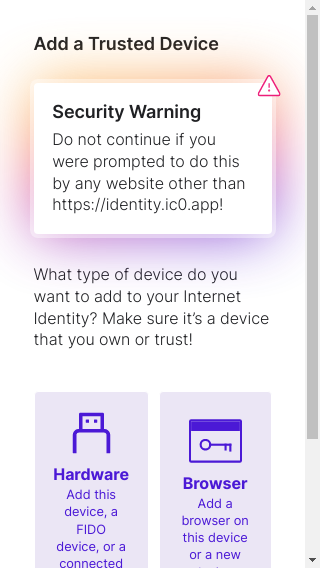 Add a Trusted Device
Security Warning
Do not continue if you
were prompted to do this
by any website other than
https://identity.ic0.app!
What type of device do you
want to add to your Internet
Identity? Make sure it’s a device
that you own or trust!
Hardware
Add this
device, a
FIDO
device, or a
connected
Browser
Add a
browser on
this device
or a new